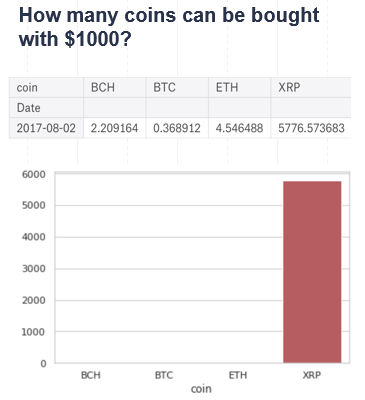 How many coins can be bought
with $1000?
coin BCH BTC ETH XRP
Date
2017-08-02 2.209164 0.368912 4.546488 5776.573683
6000
5000
4000
3000
2000
1000
0
BCH BTC ETH XRP
coin